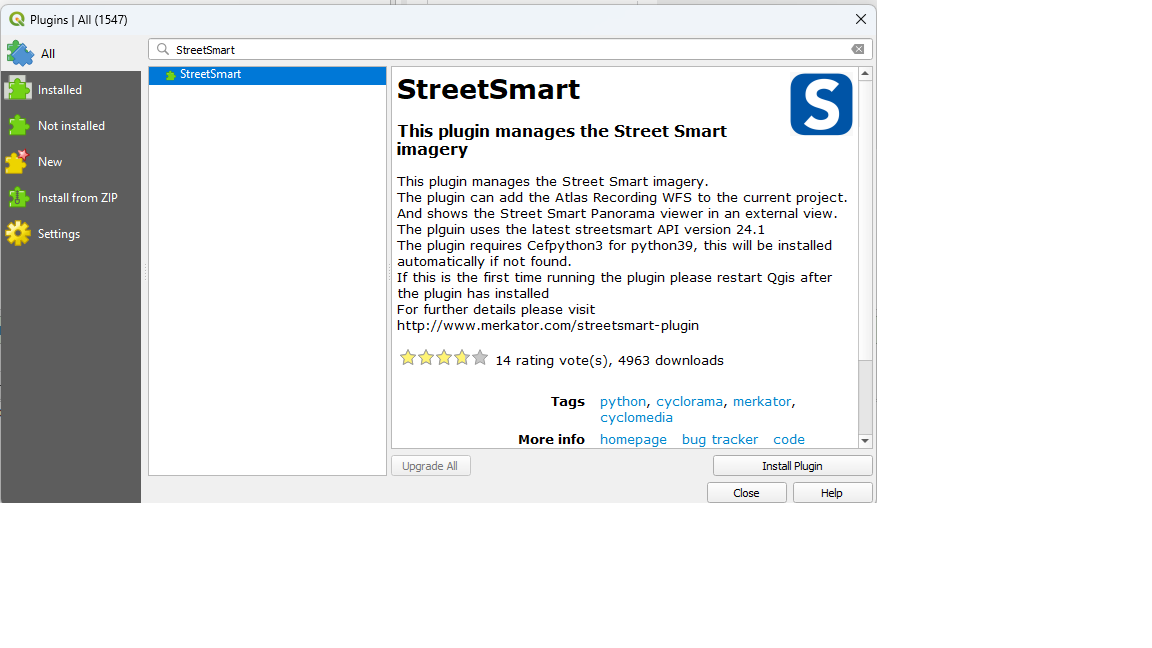 Plugins | All (1547)
All
Installed
Not installed
New
Install from ZIP
Settings
StreetSmart
StreetSmart
StreetSmart
S
This plugin manages the Street Smart
imagery
This plugin manages the Street Smart imagery.
The plugin can add the Atlas Recording WFS to the current project.
And shows the Street Smart Panorama viewer in an external view.
The plguin uses the latest streetsmart API version 24.1
The plugin requires Cefpython3 for python39, this will be installed
automatically if not found.
If this is the first time running the plugin please restart Qgis after
the plugin has installed
For further details please visit
http://www.merkator.com/streetsmart-plugin
14 rating vote(s), 4963 downloads
Tags python, cyclorama, merkator,
cyclomedia
More info homepage bug tracker code
Upgrade All
Install Plugin
Close
Help